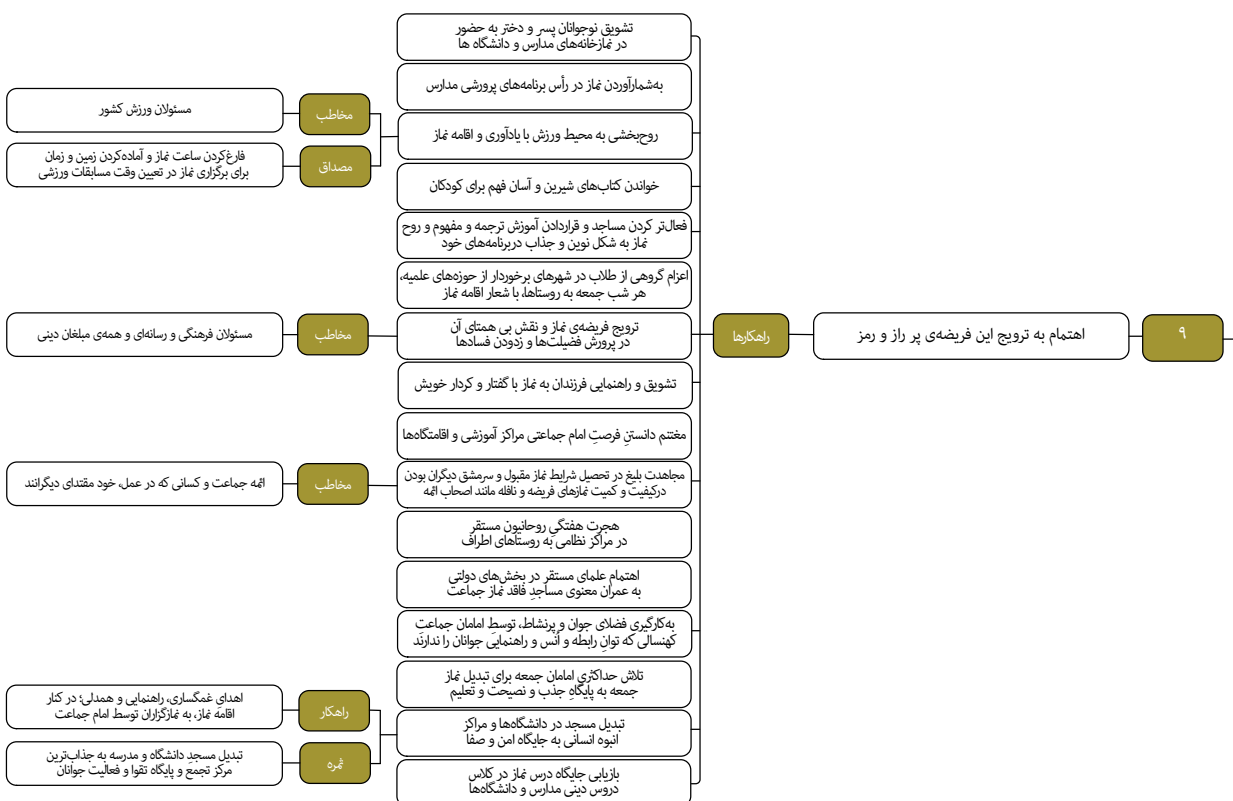 ۹
اهتمام به ترویج این فریضه‌ی پر راز و رمز
راهکارها
تشویق نوجوانان پسر و دختر به حضور
در نمازخانه‌های مدارس و دانشگاه ها
به‌شمارآوردن نماز در رأس برنامه‌های پرورشی مدارس
روح‌بخشی به محیط ورزش با یادآوری و اقامه نماز
مخاطب
مسئولان ورزش کشور
مصداق
فارغ‌کردن ساعت نماز و آماده‌کردن زمین و زمان
برای برگزاری نماز در تعیین وقت مسابقات ورزشی
خواندن کتاب‌های شیرین و آسان فهم برای کودکان
فعال‌تر کردن مساجد و قراردادن آموزش ترجمه و مفهوم و روح
نماز به شکل نوین و جذاب دربرنامه‌های خود
اعزام گروهی از طلاب در شهرهای برخوردار از حوزه‌های علمیه،
هر شب جمعه به روستاها، با شعار اقامه نماز
ترویج فریضه‌ی نماز و نقش بی همتای آن
در پرورش فضیلت‌ها و زدودن فسادها
مخاطب
مسئولان فرهنگی و رسانه‌ای و همه‌ی مبلغان دینی
تشویق و راهنمایی فرزندان به نماز با گفتار و کردار خویش
مغتنم دانستنِ فرصتِ امام جماعتی مراکز آموزشی و اقامتگاه‌ها
مجاهدت بلیغ در تحصیل شرایط نماز مقبول و سرمشق دیگران بودن
درکیفیت و کمیت نمازهای فریضه و نافله مانند اصحاب ائمه
مخاطب
ائمه جماعت و کسانی که در عمل، خود مقتدای دیگرانند
هجرت هفتگیِ روحانیون مستقر
در مراکز نظامی به روستاهای اطراف
اهتمام علمای مستقر در بخش‌های دولتی
به عمران معنوی مساجدِ فاقد نماز جماعت
به‌کارگیری فضلای جوان و پرنشاط، توسطِ امامان جماعتِ
کهنسالی که توانِ رابطه و اُنس و راهنمایی جوانان را ندارند
تلاش حداکثریِ امامان جمعه برای تبدیل نماز
جمعه به پایگاهِ جذب و نصیحت و تعلیم
تبدیل مسجد در دانشگاه‌ها و مراکز
انبوه انسانی به جایگاه امن و صفا
راهکار
اهدایِ غمگساری، راهنمایی و همدلی؛ در کنار
اقامه نماز، به نمازگزاران توسط امام جماعت
ثمره
تبدیل مسجدِ دانشگاه و مدرسه به جذاب‌ترین
مرکز تجمع و پایگاه تقوا و فعالیت جوانان
بازیابی جایگاه درس نماز در کلاس
دروس دینی مدارس و دانشگاه‌ها